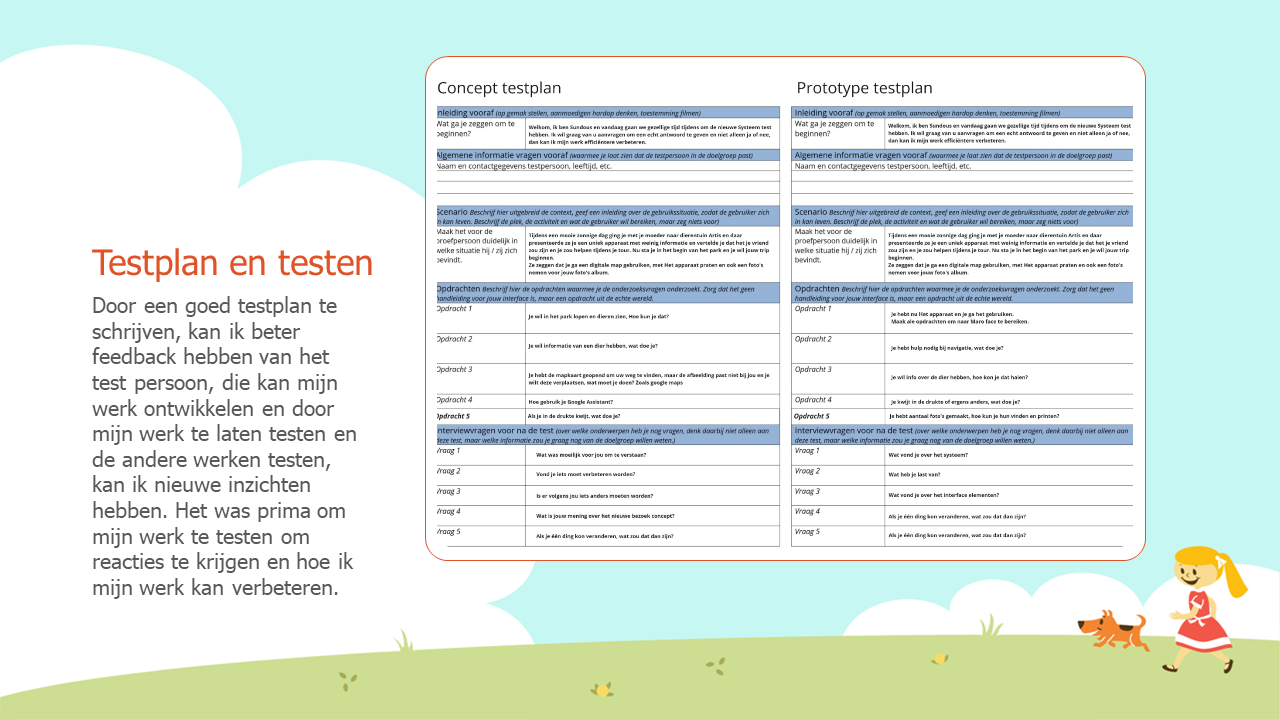 Testplan en testen
Door een goed testplan te
schrijven, kan ik beter
feedback hebben van het
test persoon, die kan mijn
werk ontwikkelen en door
mijn werk te laten testen en
de andere werken testen,
kan ik nieuwe inzichten
hebben. Het was prima om
mijn werk te testen om
reacties te krijgen en hoe ik
mijn werk kan verbeteren.
Concept testplan
nleiding vooraf (op gemak stellen, aanmoedigen hardop denken, toestemming filmen)
Wat ga je zeggen om te
beginnen?
Welkom, ik ben Sundous en vandaag gaan we gezellige tijd tijdens om de nieuwe Systeem test
hebben. Ik wil graag van u aanvragen om een echt antwoord te geven en niet alleen ja of nee,
dan kan ik mijn werk efficiëntere verbeteren.
Algemene informatie vragen vooraf (waarmee je laat zien dat de testpersoon in de doelgroep past)
Naam en contactgegevens testpersoon, leeftijd, etc.
Scenario Beschrijf hier uitgebreid de context, geef een inleiding over de gebruikssituatie, zodat de gebruiker zich
in kan leven. Beschrijf de plek, de activiteit en wat de gebruiker wil bereiken, maar zeg niets voor)
Maak het voor de
proefpersoon duidelijk in
welke situatie hij / zij zich
bevindt.
Tijdens een mooie zonnige dag ging je met je moeder naar dierentuin Artis en daar
presenteerde ze je een uniek apparaat met weinig informatie en vertelde je dat het je vriend
zou zijn en zou helpen tijdens je tour. Nu sta je in het begin van het park en je wil jouw trip
beginnen.
Ze zeggen dat je ga een digitale map gebruiken, met Het apparaat praten en ook een foto's
nemen voor jouw foto's album.
Opdrachten Beschrijf hier de opdrachten waarmee je de onderzoeksvragen onderzoekt. Zorg dat het geen
handleiding voor jouw interface is, maar een opdracht uit de echte wereld.
Opdracht 1
Je wil in het park lopen en dieren zien, Hoe kun je dat?
Opdracht 2
Je wil informatie van een dier hebben, wat doe je?
Opdracht 3
Je hebt de mapkaart geopend om uw weg te vinden, maar de afbeelding past niet bij jou en je
wilt deze verplaatsen, wat moet je doen? Zoals google maps
Opdracht 4
Hoe gebruik je Google Assistant?
Opdracht 5
Als je in de drukte kwijt, wat doe je?
nterviewvragen voor na de test (over welke onderwerpen heb je nog vragen, denk daarbij niet alleen aan
deze test, maar welke informatie zou je graag nog van de doelgroep willen weten.)
Vraag 1
Wat was moeilijk voor jou om te verstaan?
Vraag 2
Vond je iets moet verbeteren worden?
Vraag 3
Is er volgens jou iets anders moeten worden?
Vraag 4
Wat is jouw mening over het nieuwe bezoek concept?
Vraag 5
Als je één ding kon veranderen, wat zou dat dan zijn?
Prototype testplan
Inleiding vooraf (op gemak stellen, aanmoedigen hardop denken, toestemming filmen)
Wat ga je zeggen om te
beginnen?
Welkom, ik ben Sundous en vandaag gaan we gezellige tijd tijdens om de nieuwe Systeem test
hebben. Ik wil graag van u aanvragen om een echt antwoord te geven en niet alleen ja of nee,
dan kan ik mijn werk efficiëntere verbeteren.
Algemene informatie vragen vooraf (waarmee je laat zien dat de testpersoon in de doelgroep past)
Naam en contactgegevens testpersoon, leeftijd, etc.
Scenario Beschrijf hier uitgebreid de context, geef een inleiding over de gebruikssituatie, zodat de gebruiker zich
in kan leven. Beschrijf de plek, de activiteit en wat de gebruiker wil bereiken, maar zeg niets voor)
Maak het voor de
proefpersoon duidelijk in
welke situatie hij / zij zich
bevindt.
Tijdens een mooie zonnige dag ging je met je moeder naar dierentuin Artis en daar
presenteerde ze je een uniek apparaat met weinig informatie en vertelde je dat het je vriend
zou zijn en zou helpen tijdens je tour. Nu sta je in het begin van het park en je wil jouw trip
beginnen.
Ze zeggen dat je ga een digitale map gebruiken, met Het apparaat praten en ook een foto's
nemen voor jouw foto's album.
Opdrachten Beschrijf hier de opdrachten waarmee je de onderzoeksvragen onderzoekt. Zorg dat het geen
handleiding voor jouw interface is, maar een opdracht uit de echte wereld.
Opdracht 1
Je hebt nu Het apparaat en je ga het gebruiken.
Maak ale opdrachten om naar Maro face te bereiken.
Opdracht 2
Je hebt hulp nodig bij navigatie, wat doe je?
Opdracht 3
Je wil info over de dier hebben, hoe kon je dat halen?
Opdracht 4
Je kwijt in de drukte of ergens anders, wat doe je?
Opdracht 5
Je hebt aantaal foto's gemaakt, hoe kun je hun vinden en printen?
Interviewvragen voor na de test (over welke onderwerpen heb je nog vragen, denk daarbij niet alleen aan
deze test, maar welke informatie zou je graag nog van de doelgroep willen weten.)
Vraag 1
Wat vond je over het systeem?
Vraag 2
Wat heb je last van?
Vraag 3
Wat vond je over het interface elementen?
Vraag 4
Als je één ding kon veranderen, wat zou dat dan zijn?
Vraag 5
Als je één ding kon veranderen, wat zou dat dan zijn?